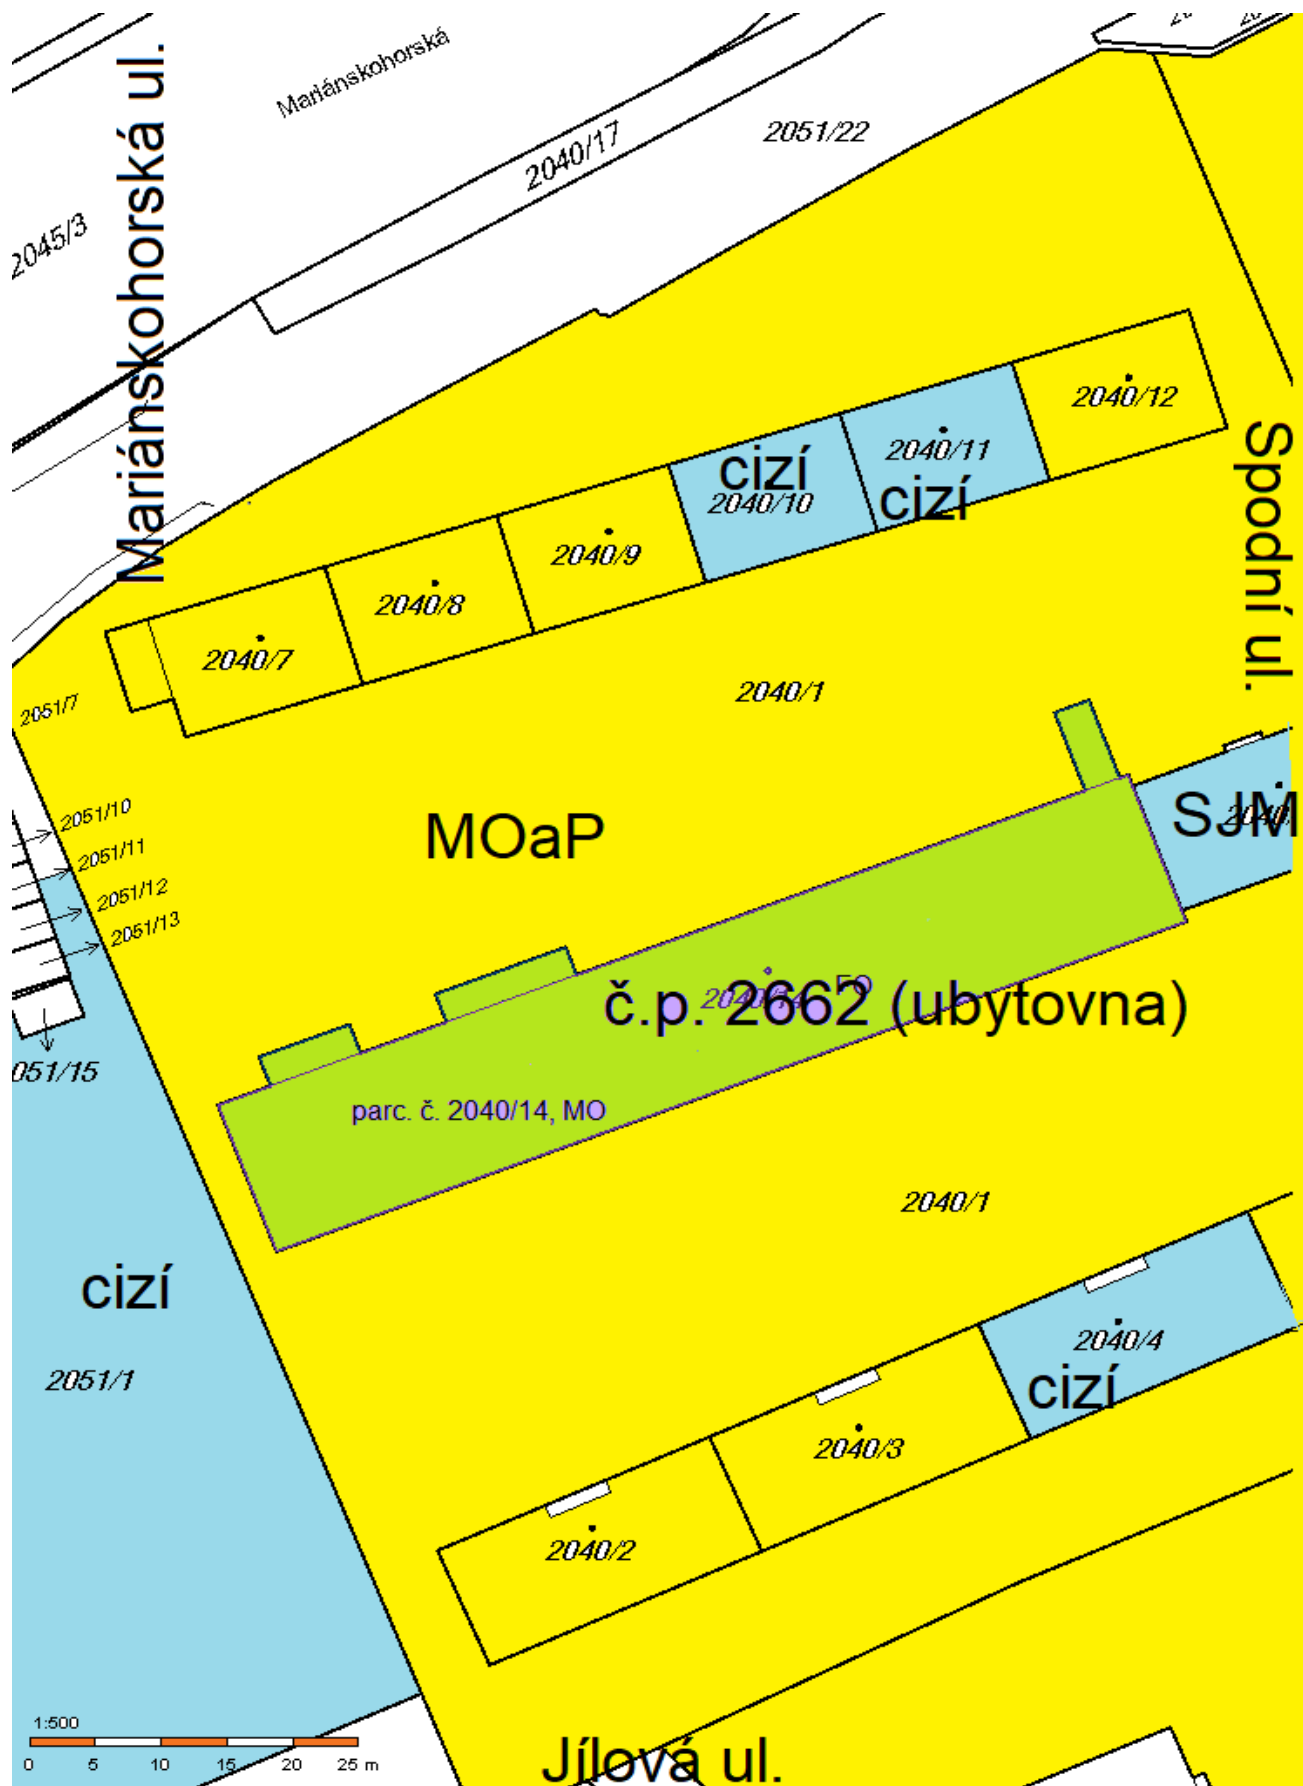 Mariánskohorská ul.
Mariánskohorská
2040/17
2051/22
2045/3
2040/12
2040/11
cizí
2040/10
cizí
2040/9
2040/8
2040/7
Spodní ul.
2051/7
2040/1
2051/10
2051/11
2051/12
2051/13
MOaP
SJM
č.p. 2662 (ubytovna)
051/15
parc. č. 2040/14, MO
2040/1
cizí
2051/1
2040/4
cizí
2040/3
2040/2
1:500
0 5 10 15 20 25 m
Jílová ul.